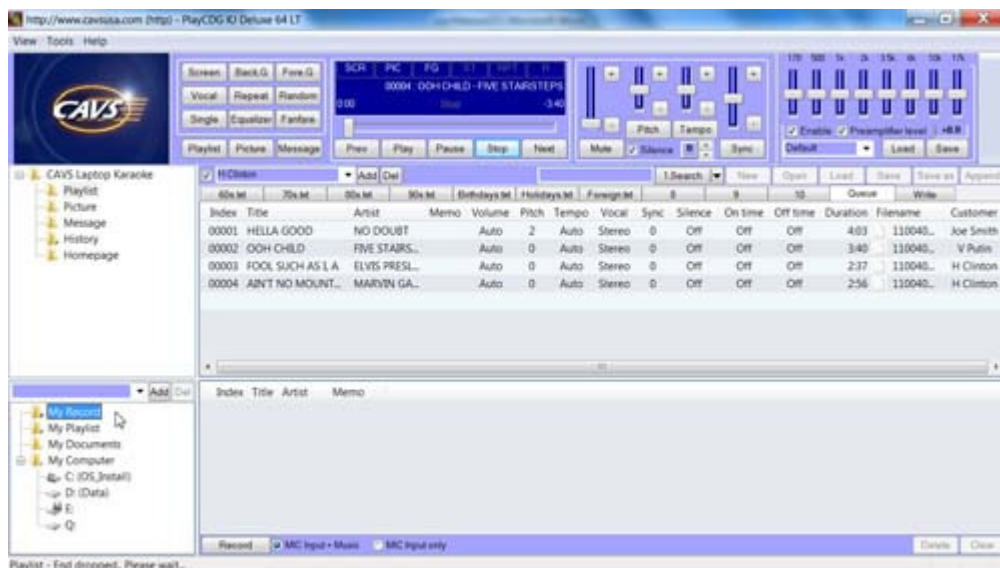 http://www.cavsusa.com (http) - PlayCDG IO Deluxe 64 LT
View Tools Help
CAVS
Screen Back.G Fore.G
Vocal Repeat Random
Single Equalizer Fanfare
Playlist Picture Message
SCR PIC FG
00004 OOH CHILD - FIVE STAIRSTEPS
0:00 Stop -3:40
Prev Play Pause Stop Next
Pitch Tempo
Mute Silence Sync
Enable Preamplifier level
Default Load Save
CAVS Laptop Karaoke
Playlist
Picture
Message
History
Homepage
H Clinton Add Del 1.Search New Open Load Save Save as Append
60s.txt 70s.txt 80s.txt 90s.txt Birthdays.txt Holidays.txt Foreign.txt 8 9 10 Queue Write
Index Title Artist Memo Volume Pitch Tempo Vocal Sync Silence On time Off time Duration Filename Customer
00001 HELLA GOOD NO DOUBT Auto 2 Auto Stereo 0 Off Off Off 4:03 110040... Joe Smith
00002 OOH CHILD FIVE STAIRS... Auto 0 Auto Stereo 0 Off Off Off 3:40 110040... V Putin
00003 FOOL SUCH AS I, A ELVIS PRESL... Auto 0 Auto Stereo 0 Off Off Off 2:37 110040... H Clinton
00004 AIN'T NO MOUNT... MARVIN GA... Auto 0 Auto Stereo 0 Off Off Off 2:56 110040... H Clinton
Add Del
My Record
My Playlist
My Documents
My Computer
C: (OS_Install)
D: (Data)
E:
Q:
Index Title Artist Memo
Record MIC Input + Music MIC Input only Delete Clear
Playlist - End dropped.. Please wait..